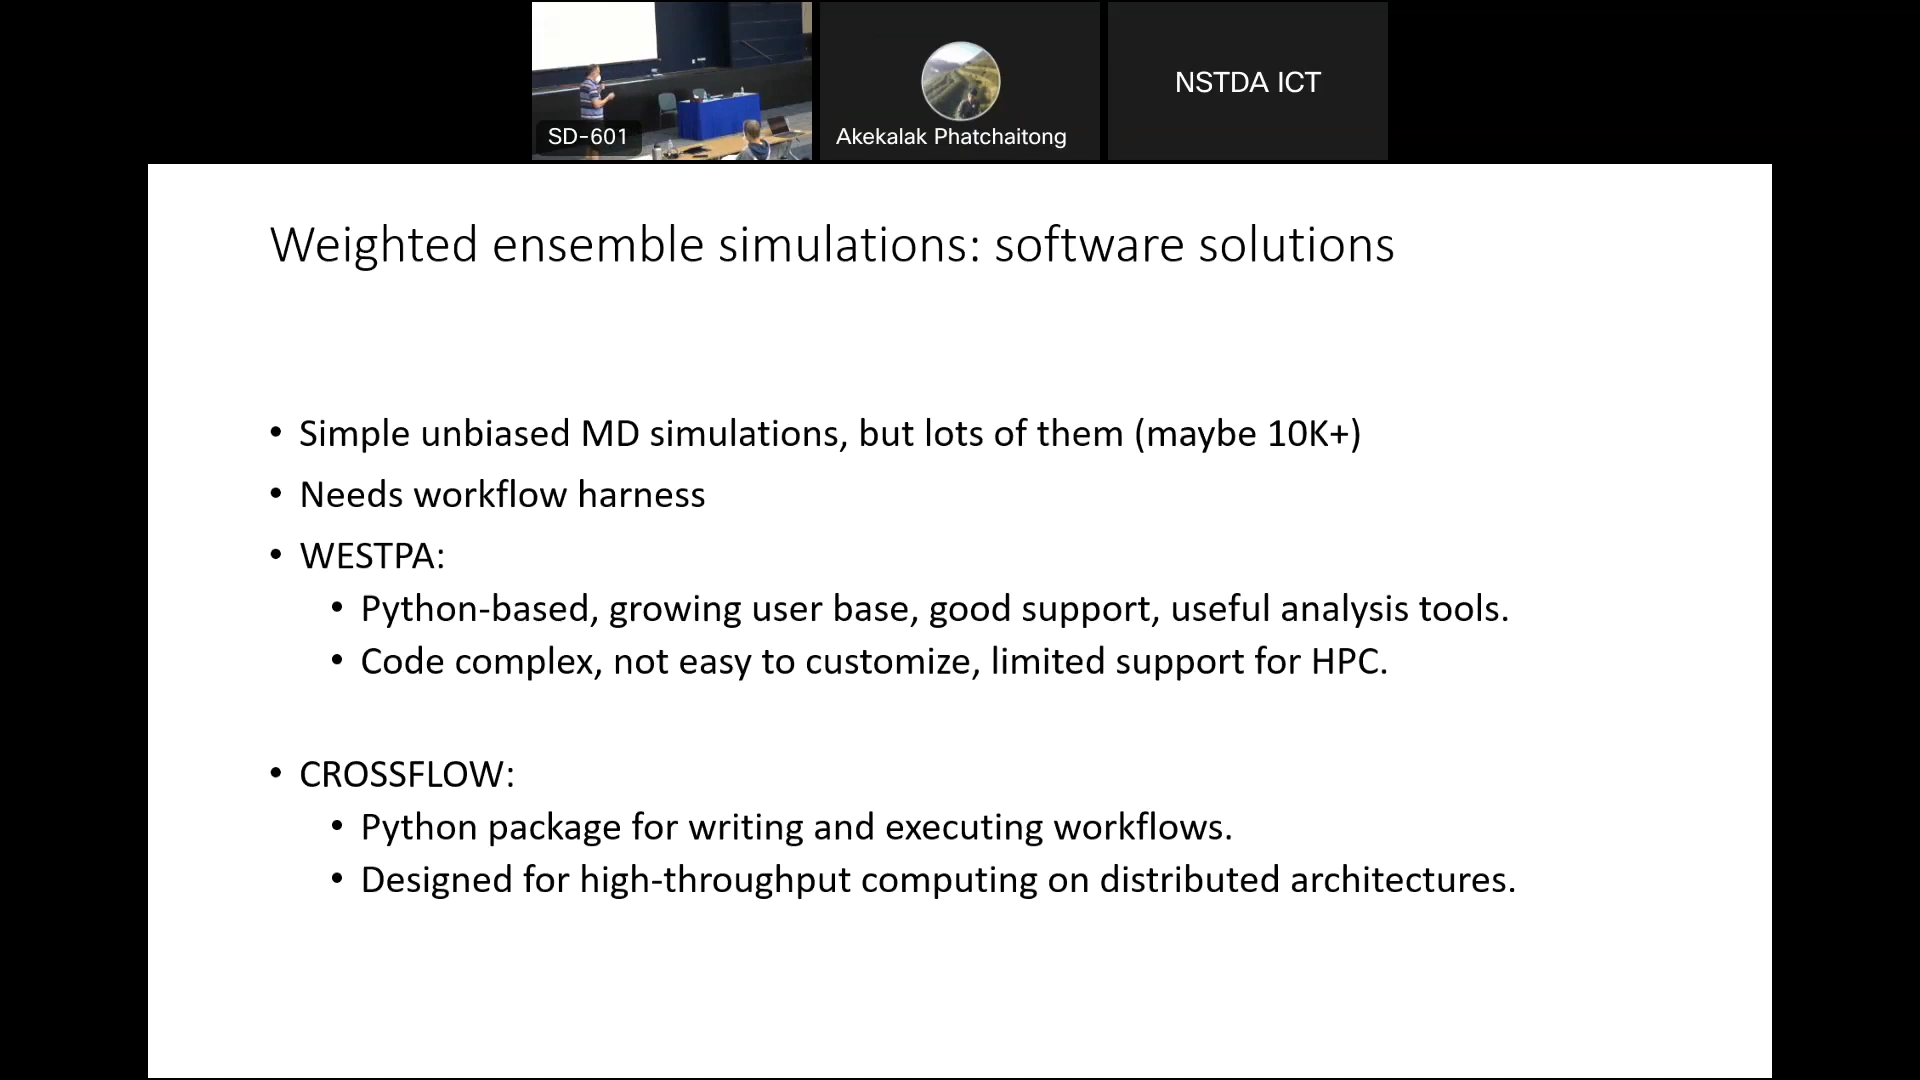 SD-601
Akekalak Phatchaitong
NSTDA ICT
Weighted ensemble simulations: software solutions
• Simple unbiased MD simulations, but lots of them (maybe 10K+)
• Needs workflow harness
• WESTPA:
• Python-based, growing user base, good support, useful analysis tools.
• Code complex, not easy to customize, limited support for HPC.
• CROSSFLOW:
• Python package for writing and executing workflows.
• Designed for high-throughput computing on distributed architectures.